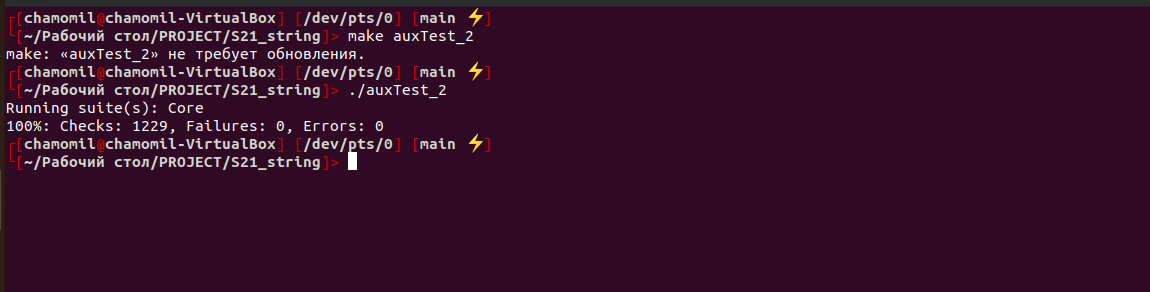 ┌[chamomil@chamomil-VirtualBox] [/dev/pts/0] [main ⚡]
└[~/Рабочий стол/PROJECT/S21_string]> make auxTest_2
make: «auxTest_2» не требует обновления.
┌[chamomil@chamomil-VirtualBox] [/dev/pts/0] [main ⚡]
└[~/Рабочий стол/PROJECT/S21_string]> ./auxTest_2
Running suite(s): Core
100%: Checks: 1229, Failures: 0, Errors: 0
┌[chamomil@chamomil-VirtualBox] [/dev/pts/0] [main ⚡]
└[~/Рабочий стол/PROJECT/S21_string]>